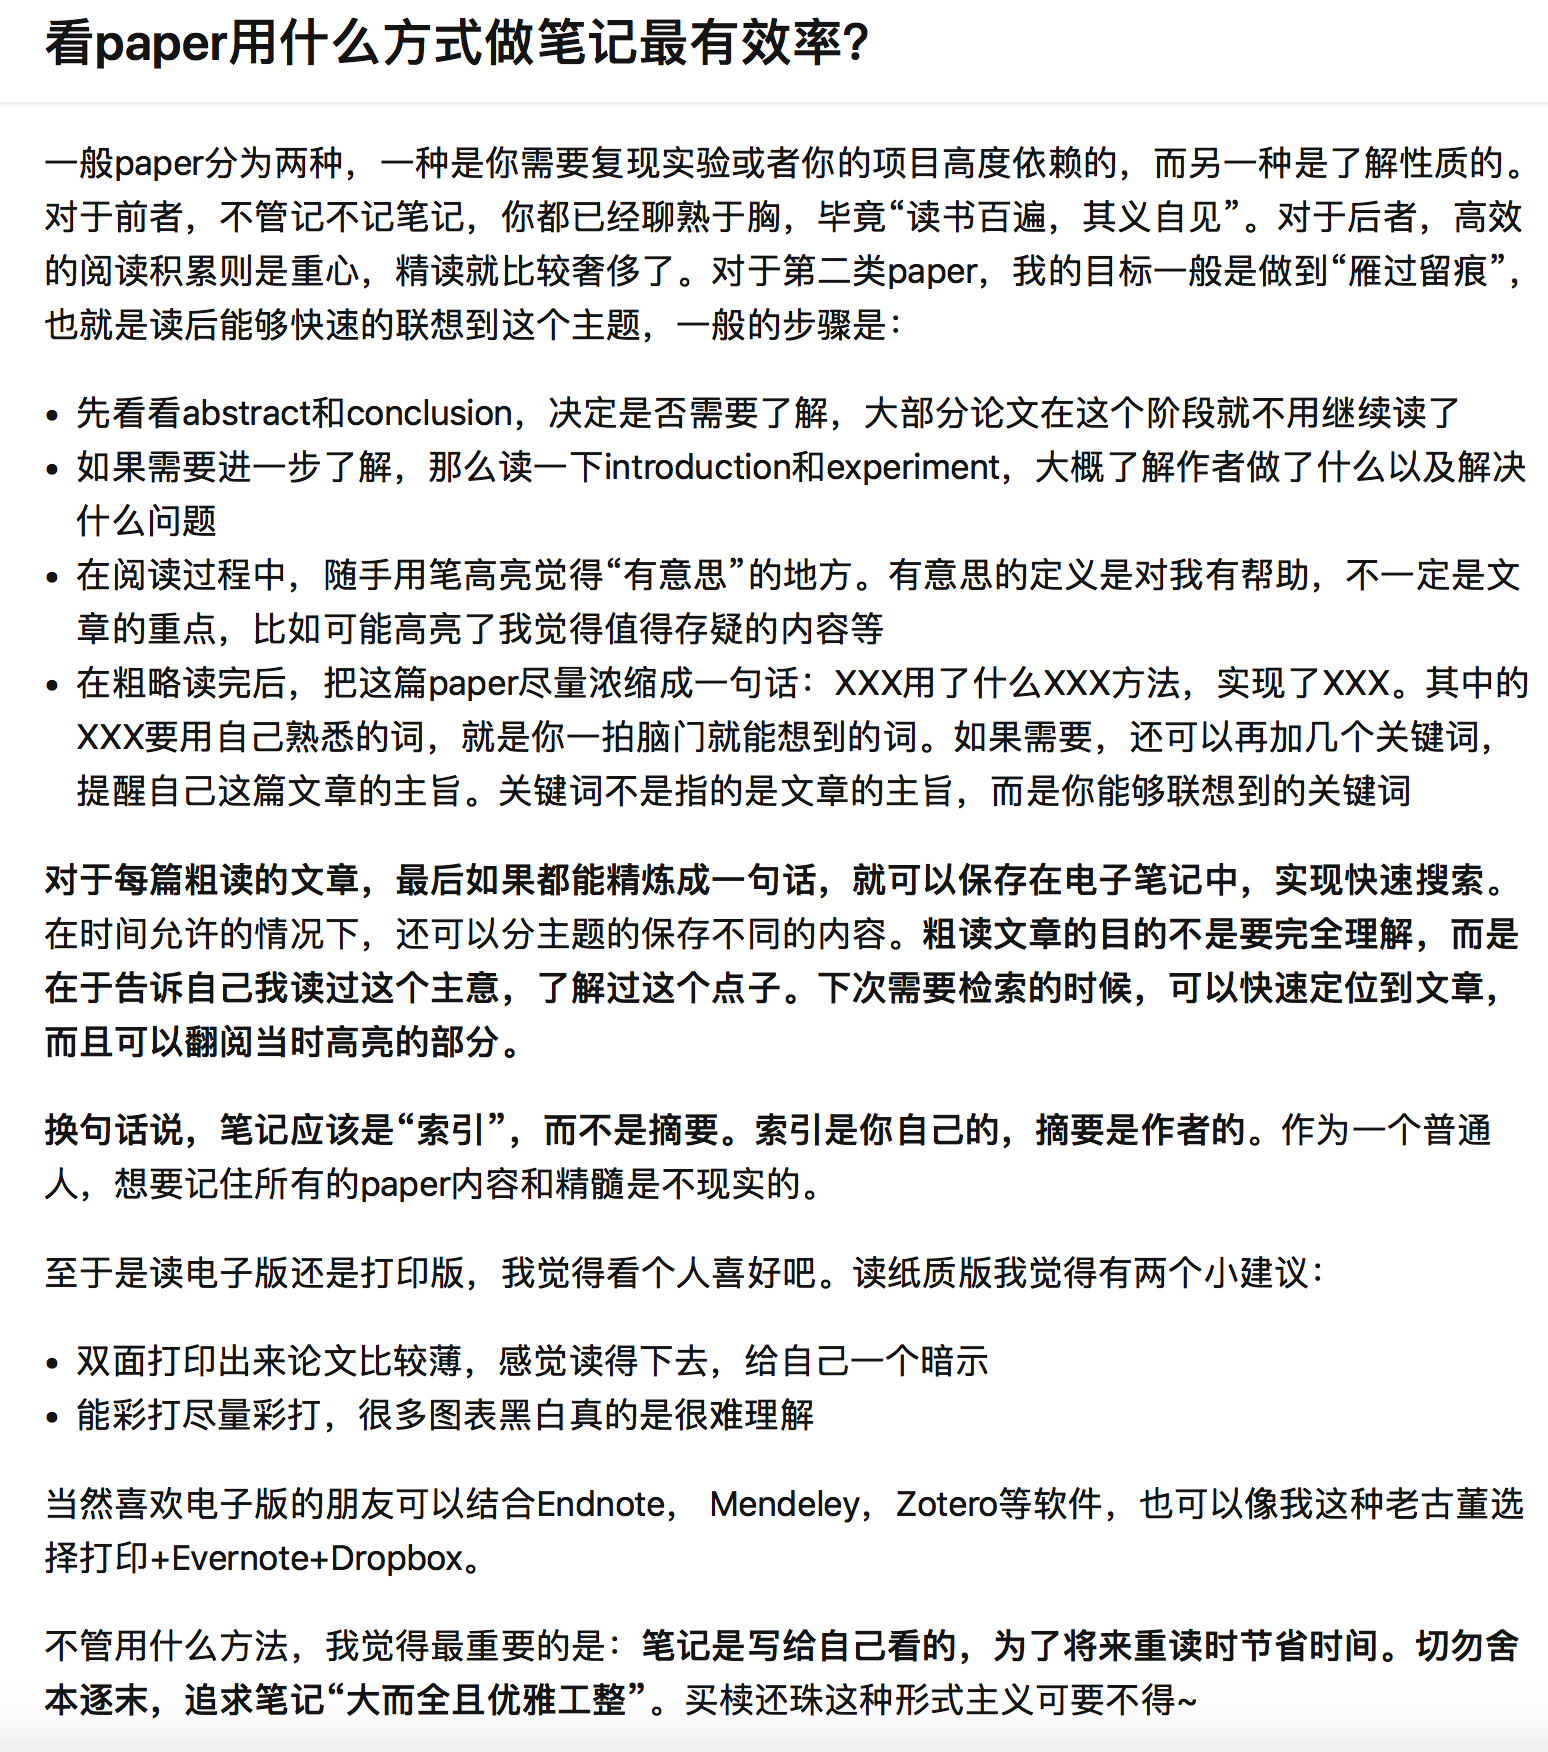 看paper用什么方式做笔记最有效率?
一般paper分为两种，一种是你需要复现实验或者你的项目高度依赖的，而另一种是了解性质的。
对于前者，不管记不记笔记，你都已经聊熟于胸，毕竟“读书百遍，其义自见”。对于后者，高效
的阅读积累则是重心，精读就比较奢侈了。对于第二类paper，我的目标一般是做到“雁过留痕”，
也就是读后能够快速的联想到这个主题，一般的步骤是：
• 先看看abstract和conclusion，决定是否需要了解，大部分论文在这个阶段就不用继续读了
• 如果需要进一步了解，那么读一下introduction和experiment，大概了解作者做了什么以及解决
什么问题
• 在阅读过程中，随手用笔高亮觉得“有意思”的地方。有意思的定义是对我有帮助，不一定是文
章的重点，比如可能高亮了我觉得值得存疑的内容等
• 在粗略读完后，把这篇paper尽量浓缩成一句话：XXX用了什么XXX方法，实现了XXX。其中的
XXX要用自己熟悉的词，就是你一拍脑门就能想到的词。如果需要，还可以再加几个关键词，
提醒自己这篇文章的主旨。关键词不是指的是文章的主旨，而是你能够联想到的关键词
对于每篇粗读的文章，最后如果都能精炼成一句话，就可以保存在电子笔记中，实现快速搜索。
在时间允许的情况下，还可以分主题的保存不同的内容。粗读文章的目的不是要完全理解，而是
在于告诉自己我读过这个主意，了解过这个点子。下次需要检索的时候，可以快速定位到文章，
而且可以翻阅当时高亮的部分。
换句话说，笔记应该是“索引”，而不是摘要。索引是你自己的，摘要是作者的。作为一个普通
人，想要记住所有的paper内容和精髓是不现实的。
至于是读电子版还是打印版，我觉得看个人喜好吧。读纸质版我觉得有两个小建议：
• 双面打印出来论文比较薄，感觉读得下去，给自己一个暗示
• 能彩打尽量彩打，很多图表黑白真的是很难理解
当然喜欢电子版的朋友可以结合Endnote， Mendeley，Zotero等软件，也可以像我这种老古董选
择打印+Evernote+Dropbox。
不管用什么方法，我觉得最重要的是：笔记是写给自己看的，为了将来重读时节省时间。切勿舍
本逐末，追求笔记“大而全且优雅工整”。买椟还珠这种形式主义可要不得~